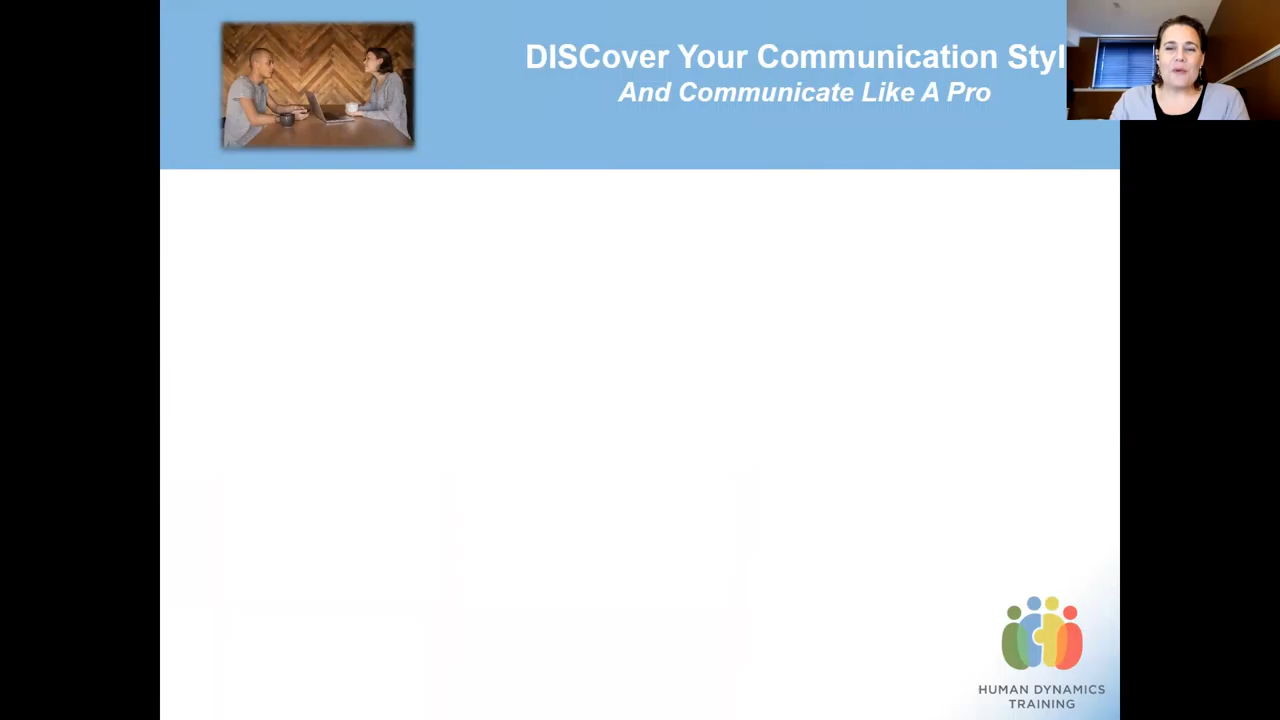 DISCover Your Communication Styl
And Communicate Like A Pro
HUMAN DYNAMICS
TRAINING